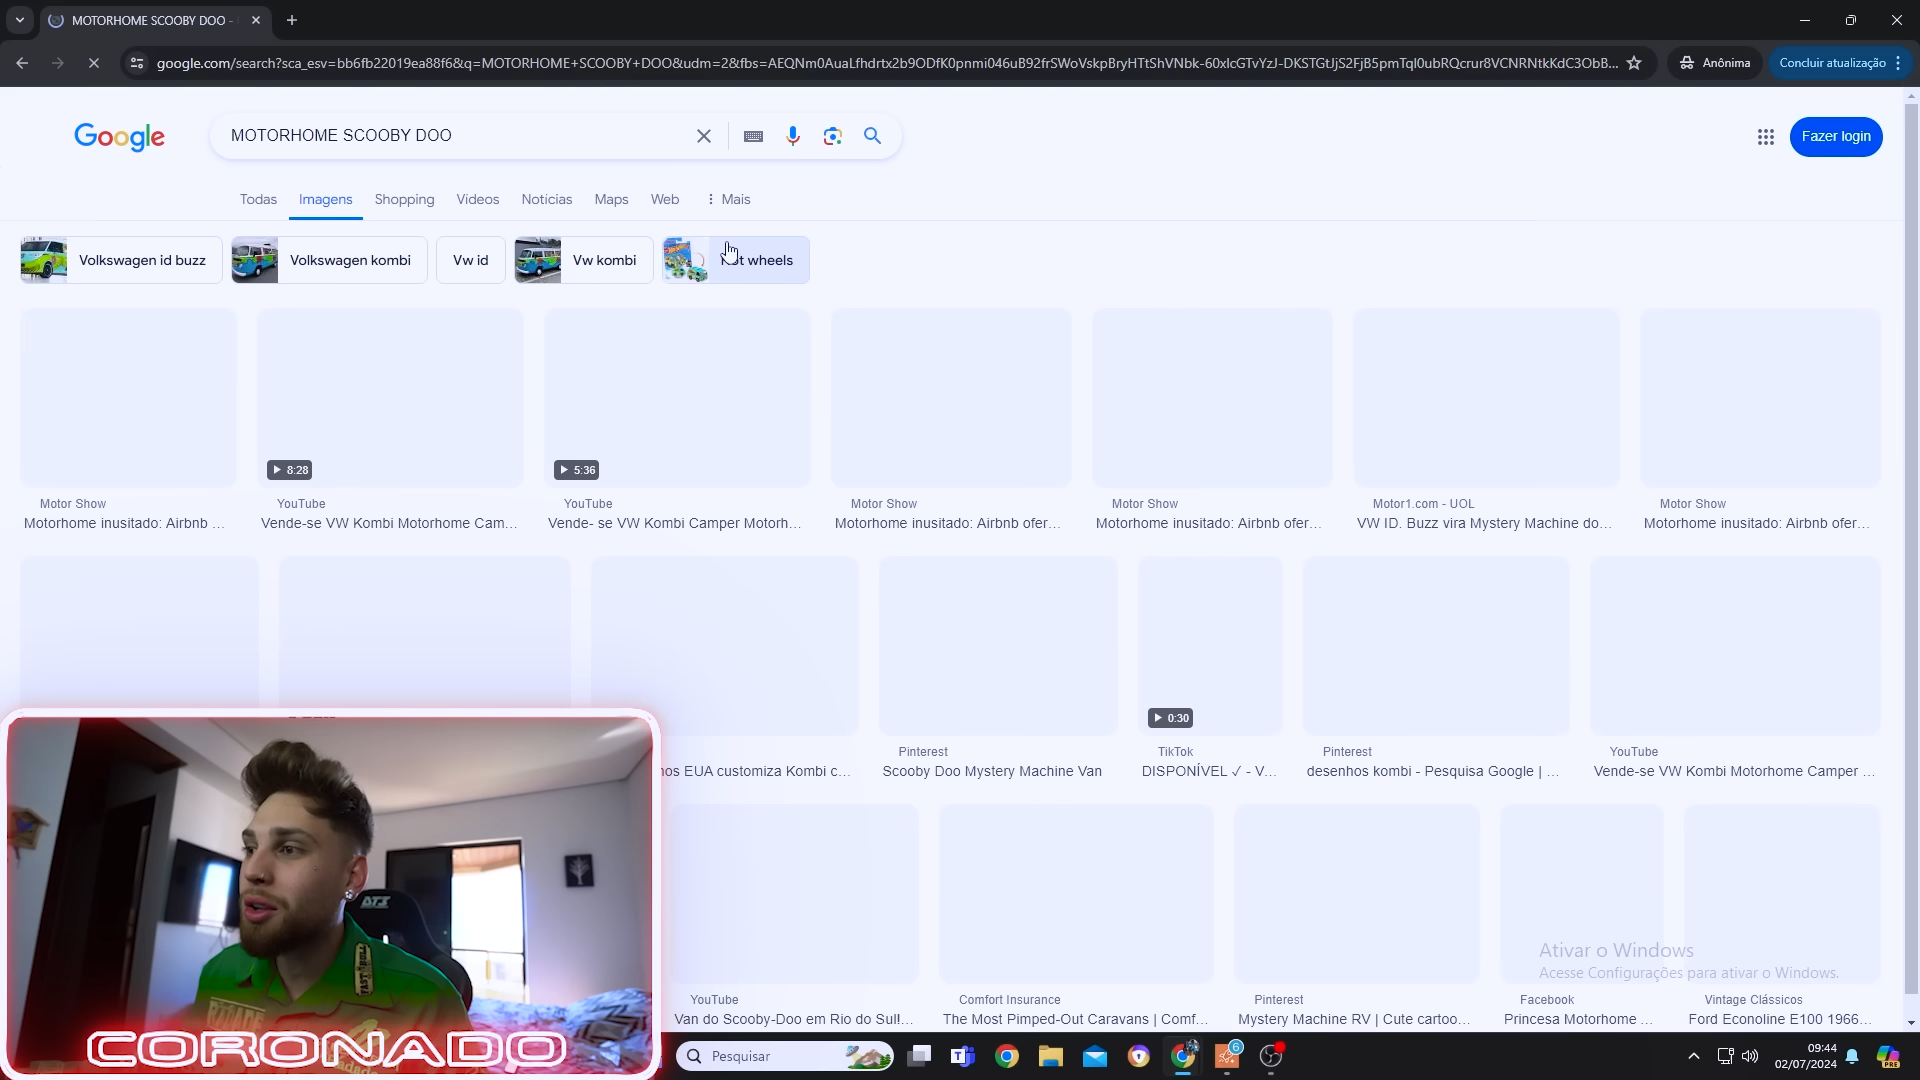 MOTORHOME SCOOBY DOO -
google.com/search?sca_esv=bb6fb22019ea88f6&q=MOTORHOME+SCOOBY+DOO&udm=2&fbs=AEQNm0AuaLfhdrtx2b9ODfK0pnmi046uB92frSWoVskpBryHTtShVNbk-60xlcGTvYzJ-DKSTGtJjS2FjB5pmTql0ubRQcrur8VCNRNtkKdC3ObB...
Anônima
Concluir atualização
Google
MOTORHOME SCOOBY DOO
Fazer login
Todas
Imagens
Shopping
Vídeos
Notícias
Maps
Web
Mais
Volkswagen id buzz
Volkswagen kombi
Vw id
Vw kombi
wheels
8:28
5:36
Motor Show
YouTube
YouTube
Motor Show
Motor Show
Motor1.com - UOL
Motor Show
Motorhome inusitado: Airbnb ...
Vende-se VW Kombi Motorhome Cam...
Vende- se VW Kombi Camper Motorh...
Motorhome inusitado: Airbnb ofer...
Motorhome inusitado: Airbnb ofer...
VW ID. Buzz vira Mystery Machine do...
Motorhome inusitado: Airbnb ofer...
0:30
Pinterest
TikTok
Pinterest
YouTube
EUA customiza Kombi c...
Scooby Doo Mystery Machine Van
DISPONÍVEL ✓ - V...
desenhos kombi - Pesquisa Google | ...
Vende-se VW Kombi Motorhome Camper ...
Ativar o Windows
Acesse Configurações para ativar o Windows.
YouTube
Comfort Insurance
Pinterest
Facebook
Vintage Clássicos
Van do Scooby-Doo em Rio do Sul!...
The Most Pimped-Out Caravans | Comf...
Mystery Machine RV | Cute cartoo...
Princesa Motorhome ...
Ford Econoline E100 1966...
DT3
FAST BULL
CORONADO
Pesquisar
6
09:44
02/07/2024
PRE